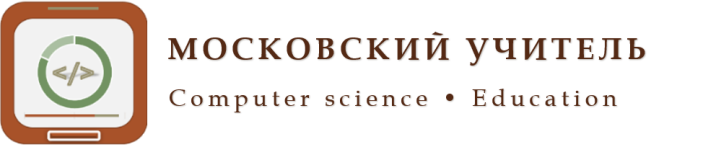 </>
МОСКОВСКИЙ УЧИТЕЛЬ
Computer science • Education